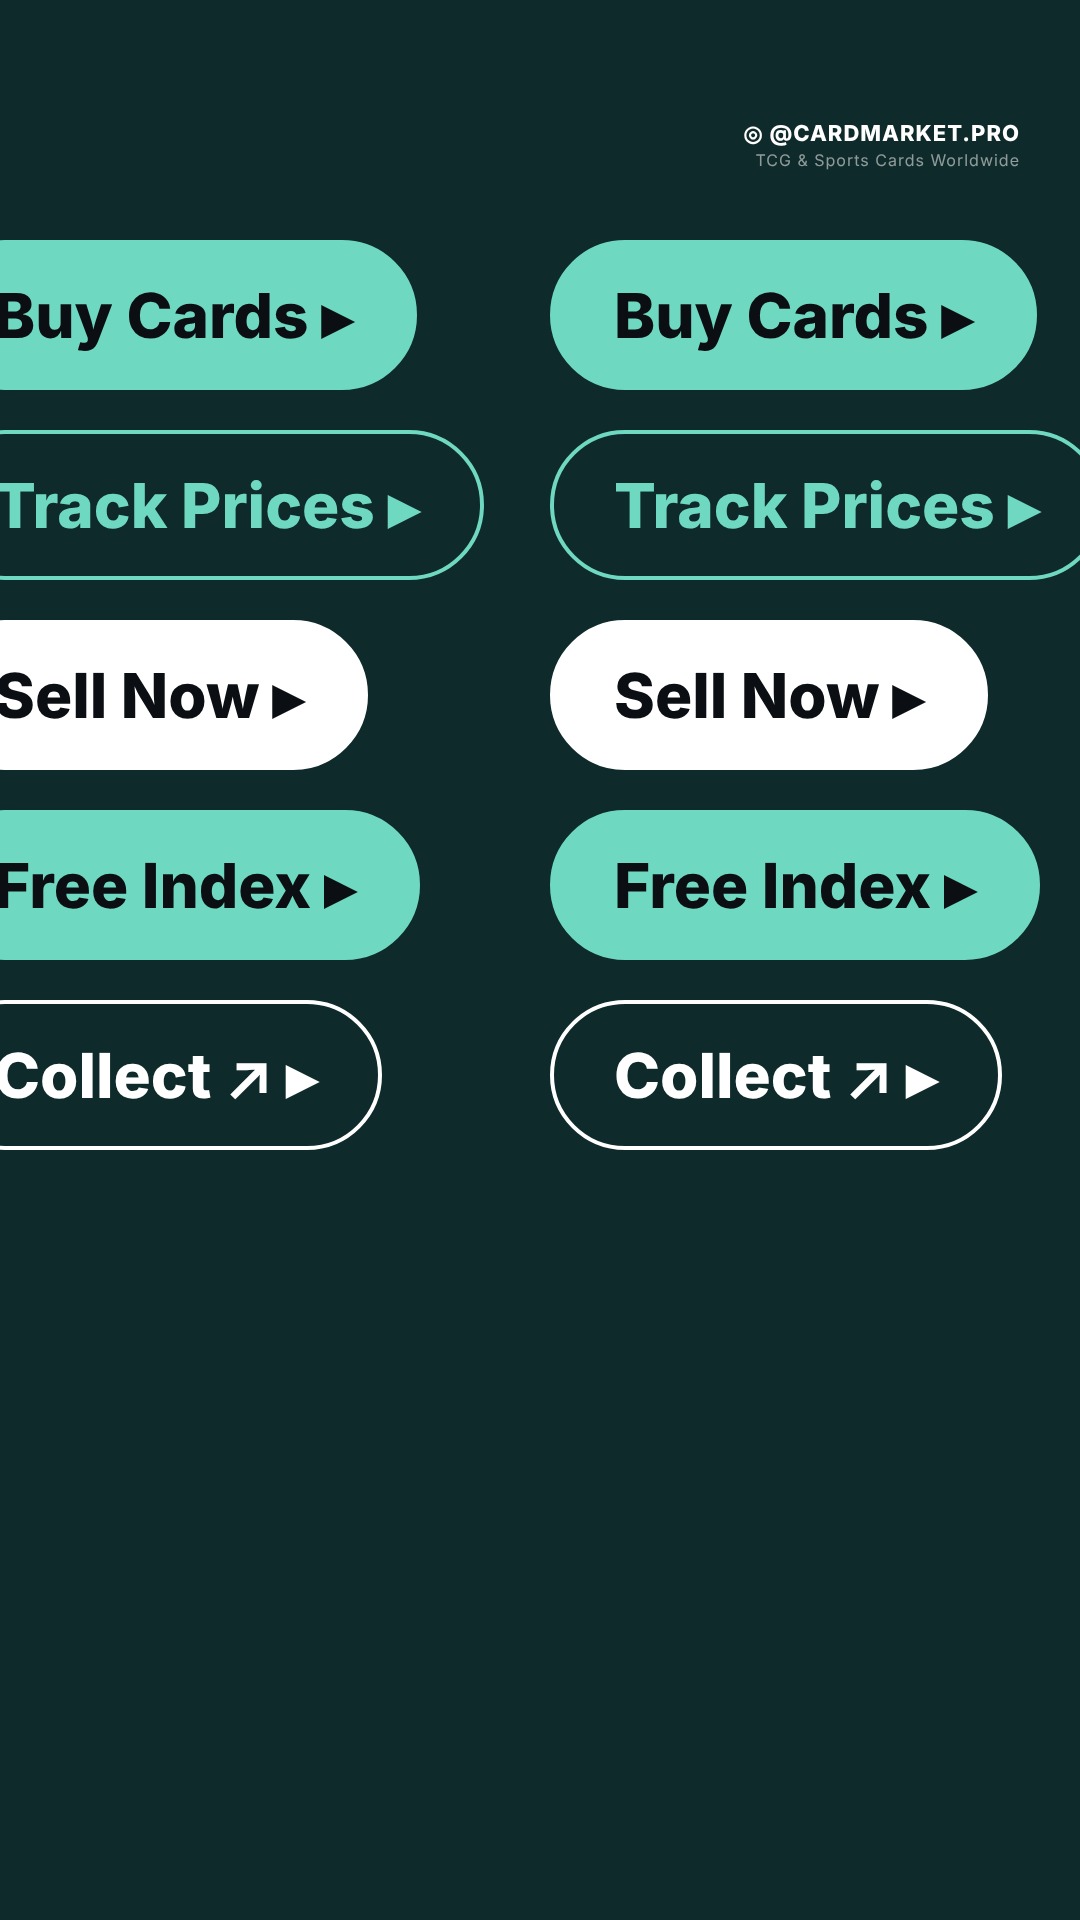 ◎ @CARDMARKET.PRO
TCG & Sports Cards Worldwide
Buy Cards ▶ Buy Cards ▶
Track Prices ▶ Track Prices ▶
Sell Now ▶ Sell Now ▶
Free Index ▶ Free Index ▶
Collect ↗ ▶ Collect ↗ ▶